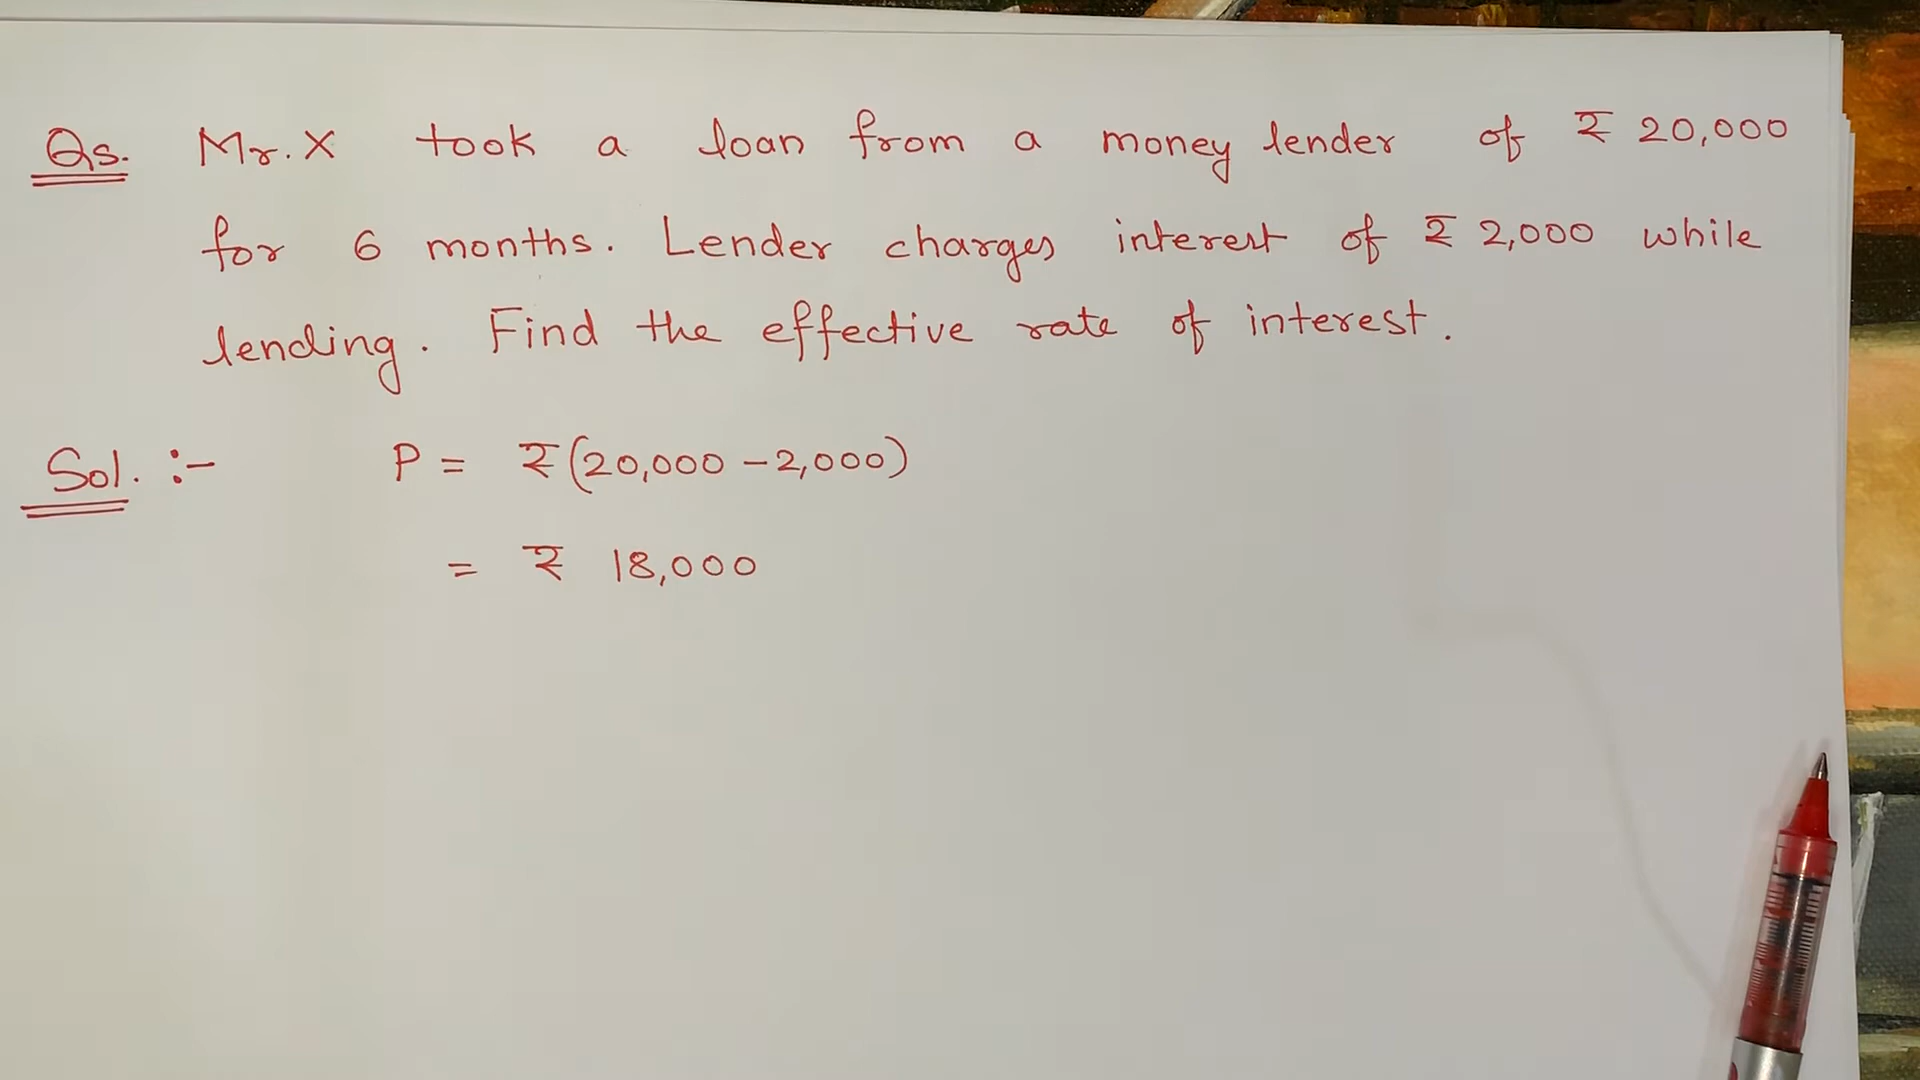 Qs. Mr. X took a loan from a money lender of ₹ 20,000
for 6 months. Lender charges interest of ₹ 2,000 while
lending. Find the effective rate of interest.
Sol. :- P = ₹ (20,000 - 2,000)
= ₹ 18,000